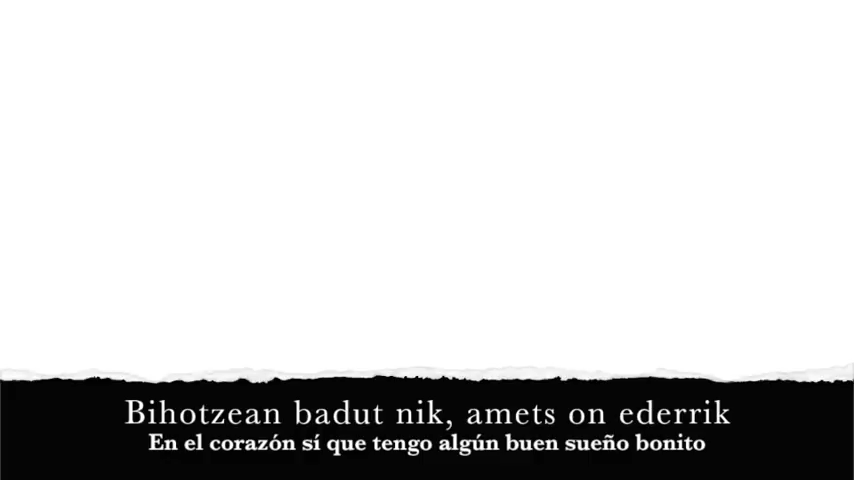 Bihotzean badut nik, amets on ederrik
En el corazón sí que tengo algún buen sueño bonito